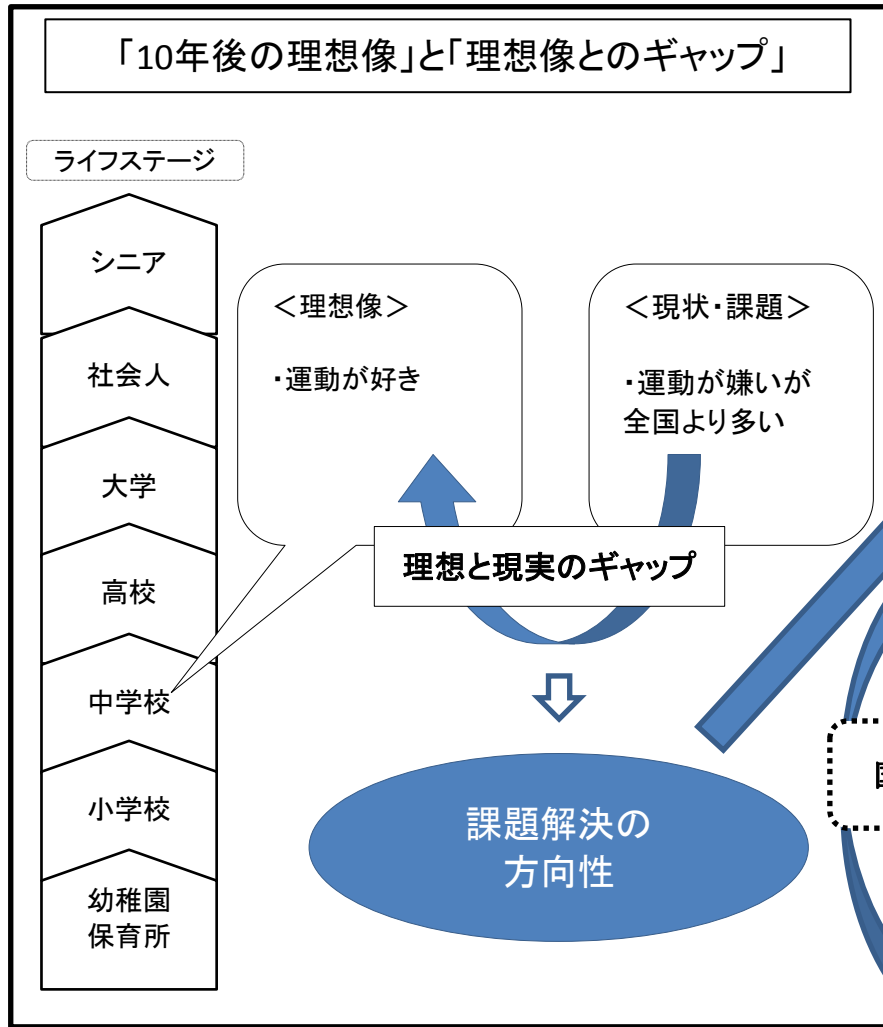 「10年後の理想像」と「理想像とのギャップ」
ライフステージ
シニア
社会人
大学
高校
中学校
小学校
幼稚園
保育所
＜理想像＞
・運動が好き
＜現状・課題＞
・運動が嫌いが
全国より多い
理想と現実のギャップ
課題解決の
方向性